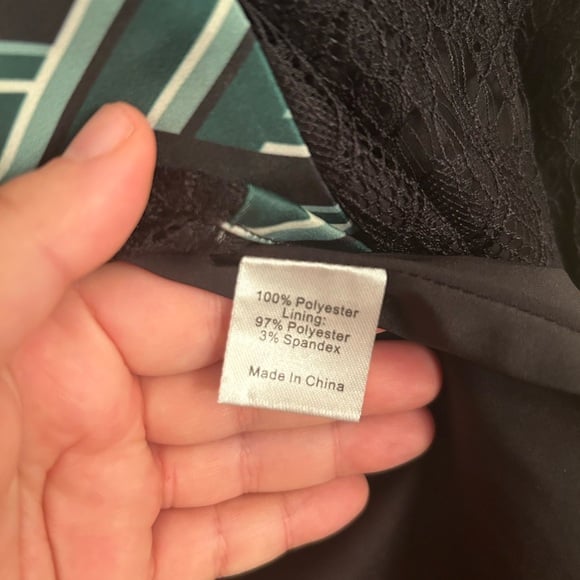 100% Polyester
Lining:
97% Polyester
3% Spandex
Made In China